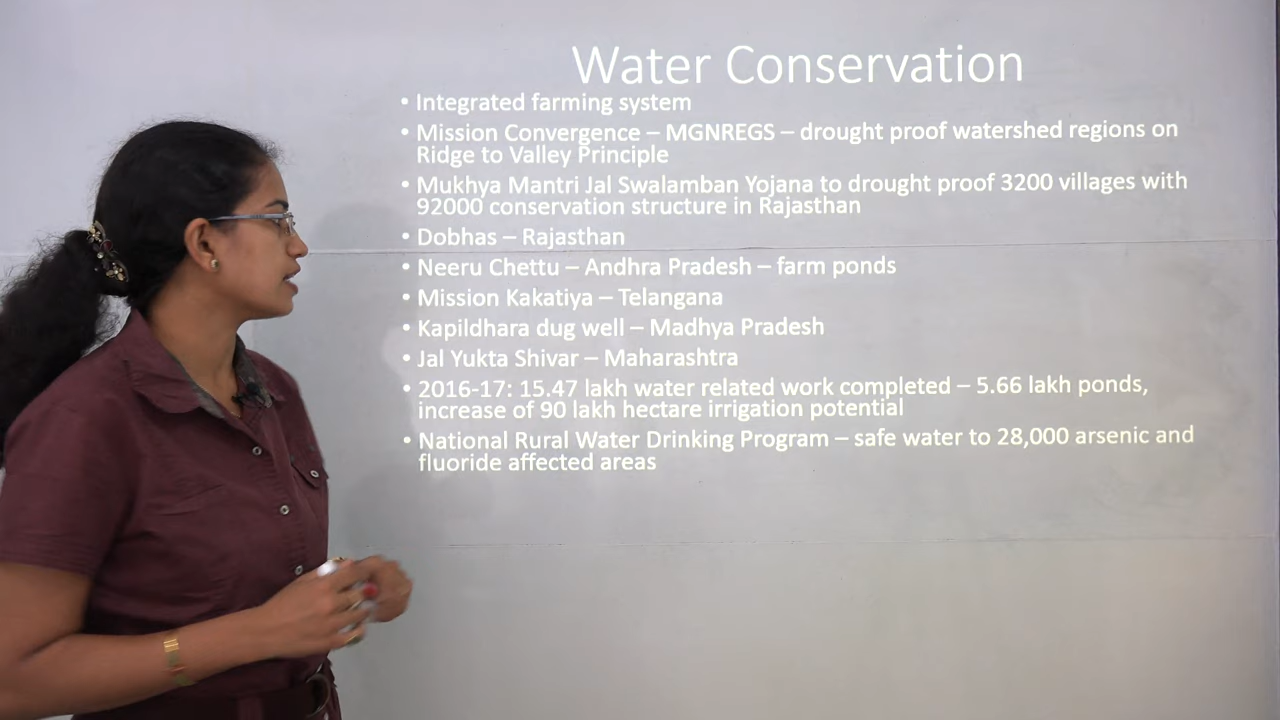 Water Conservation
• Integrated farming system
• Mission Convergence – MGNREGS – drought proof watershed regions on
Ridge to Valley Principle
• Mukhya Mantri Jal Swalamban Yojana to drought proof 3200 villages with
92000 conservation structure in Rajasthan
• Dobhas – Rajasthan
• Neeru Chettu – Andhra Pradesh – farm ponds
• Mission Kakatiya – Telangana
• Kapildhara dug well – Madhya Pradesh
• Jal Yukta Shivar – Maharashtra
• 2016-17: 15.47 lakh water related work completed – 5.66 lakh ponds,
increase of 90 lakh hectare irrigation potential
• National Rural Water Drinking Program – safe water to 28,000 arsenic and
fluoride affected areas